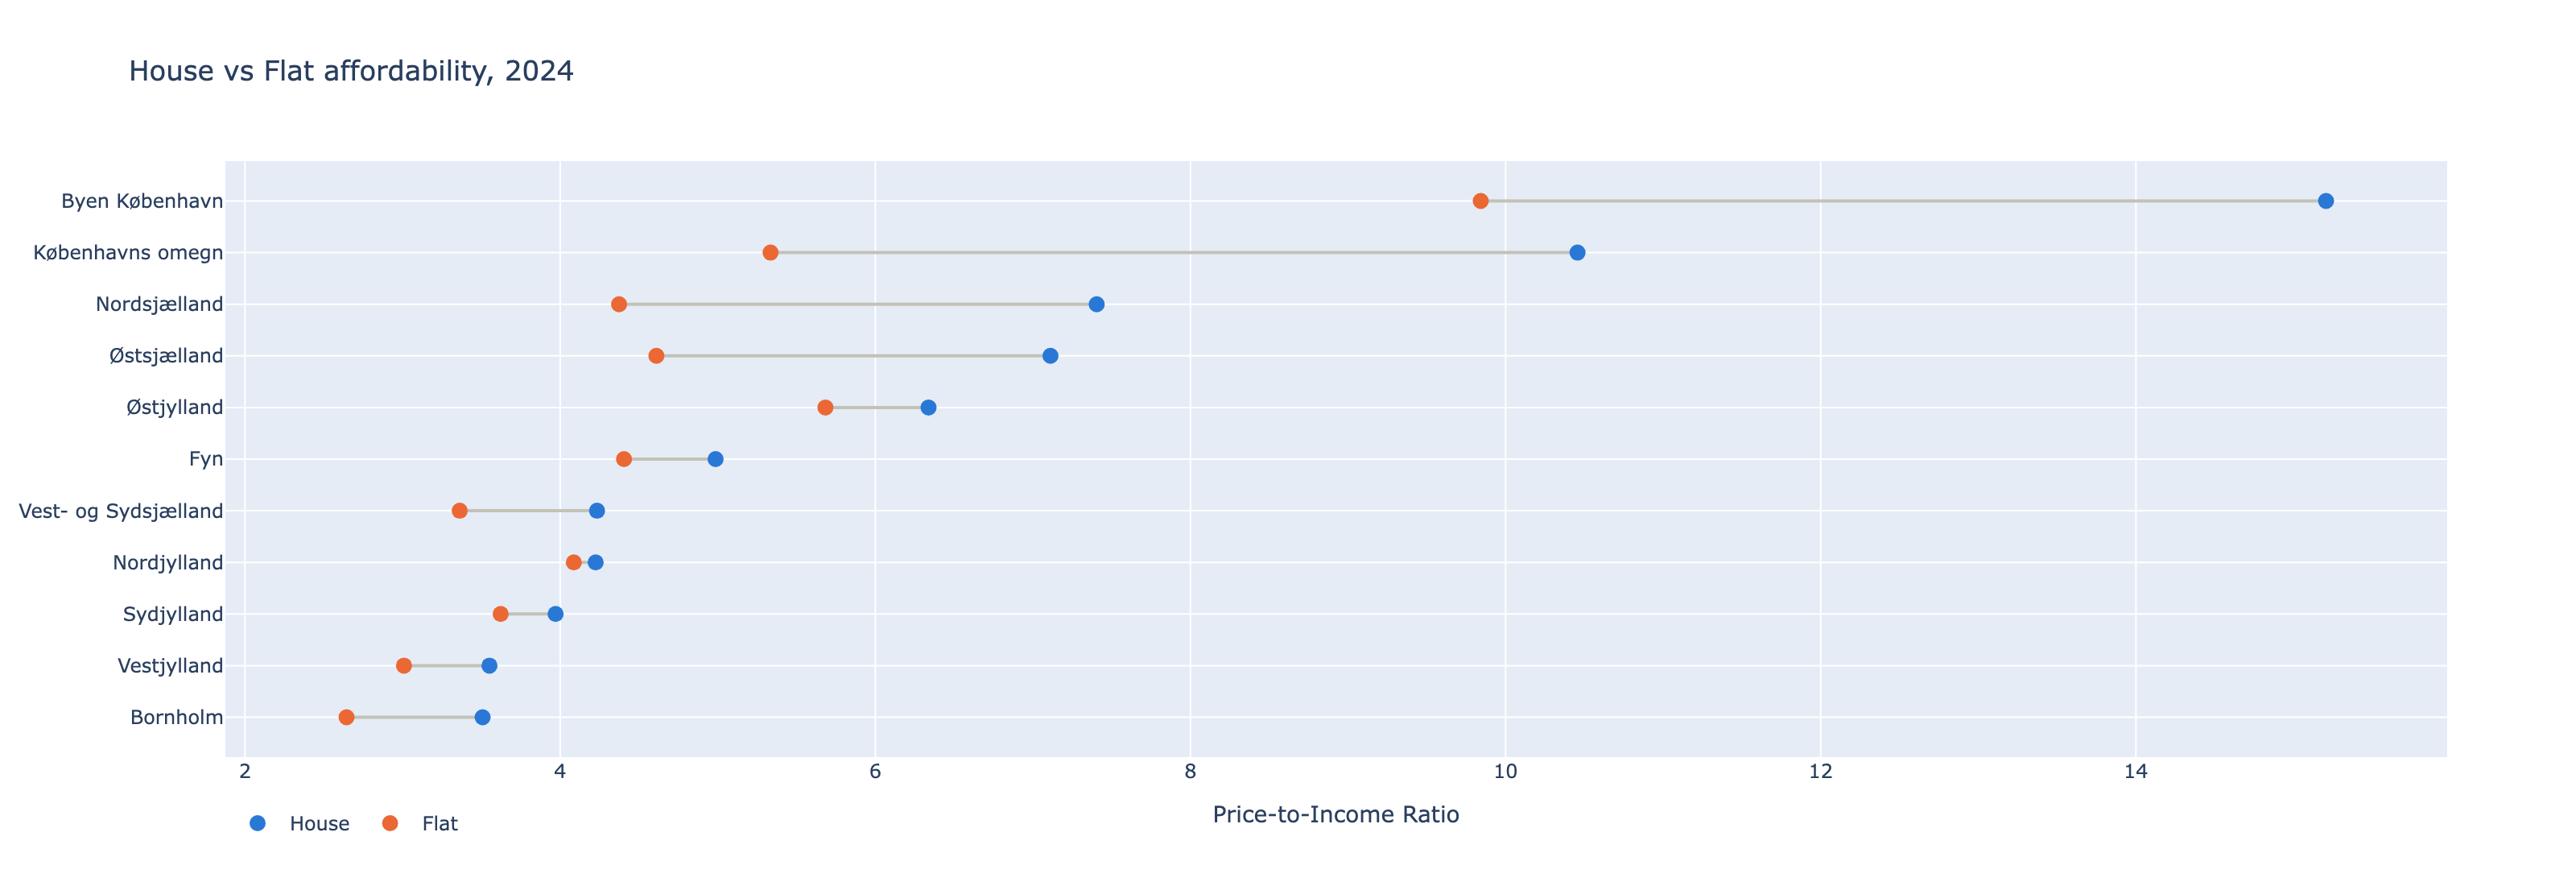 House vs Flat affordability, 2024
Byen København
Københavns omegn
Nordsjælland
Østsjælland
Østjylland
Fyn
Vest- og Sydsjælland
Nordjylland
Sydjylland
Vestjylland
Bornholm
2 4 6 8 10 12 14
Price-to-Income Ratio
House Flat